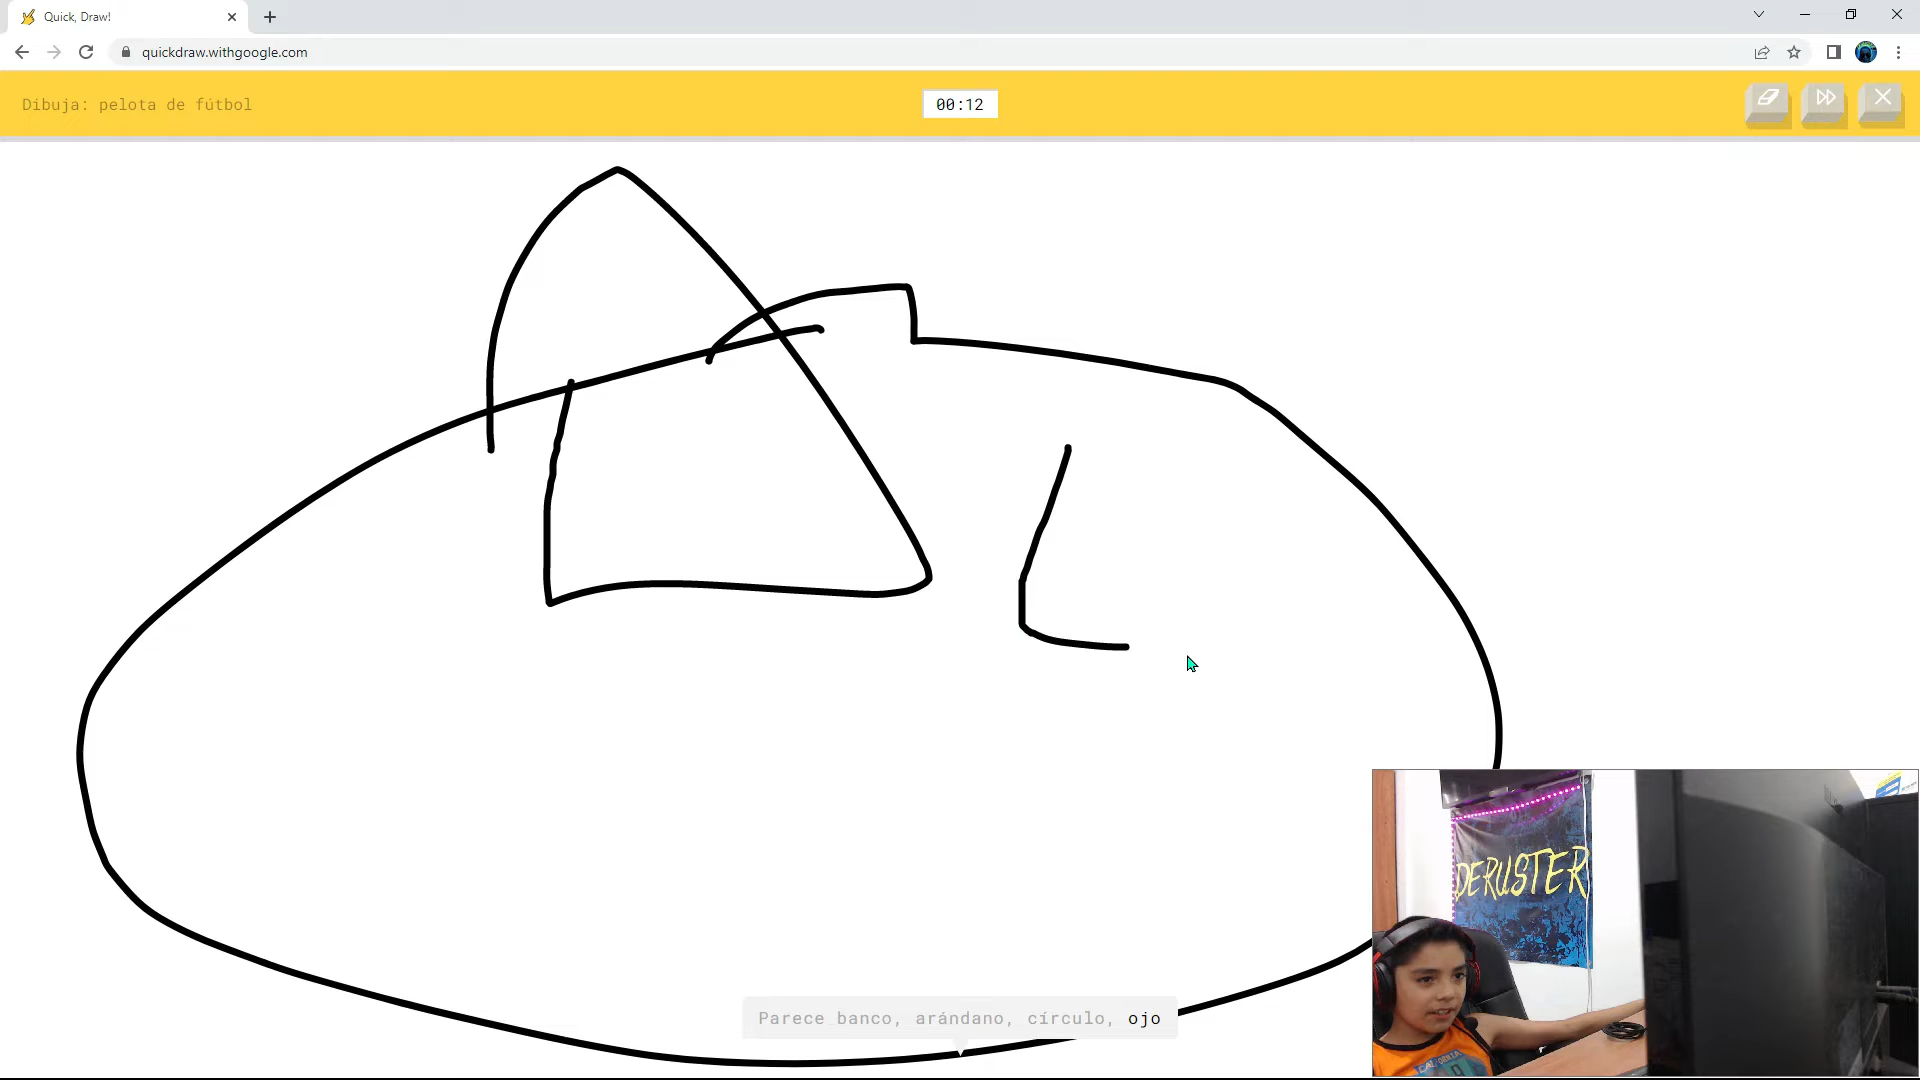 Quick, Draw!
quickdraw.withgoogle.com
Dibuja: pelota de fútbol
00:12
Parece banco, arándano, círculo, ojo
DERUSTER